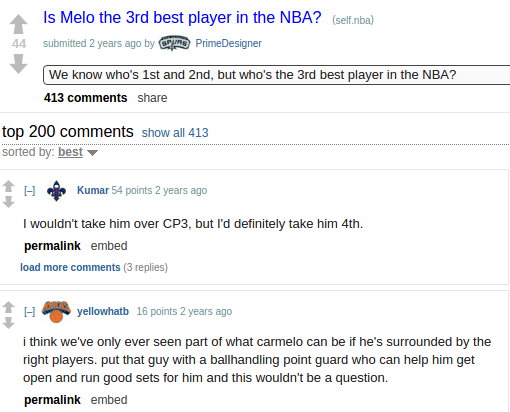 Is Melo the 3rd best player in the NBA? (self.nba)
44
submitted 2 years ago by SPURS PrimeDesigner
We know who's 1st and 2nd, but who's the 3rd best player in the NBA?
413 comments share
top 200 comments show all 413
sorted by: best
[–] Kumar 54 points 2 years ago
I wouldn't take him over CP3, but I'd definitely take him 4th.
permalink embed
load more comments (3 replies)
[–] yellowhatb 16 points 2 years ago
i think we've only ever seen part of what carmelo can be if he's surrounded by the
right players. put that guy with a ballhandling point guard who can help him get
open and run good sets for him and this wouldn't be a question.
permalink embed